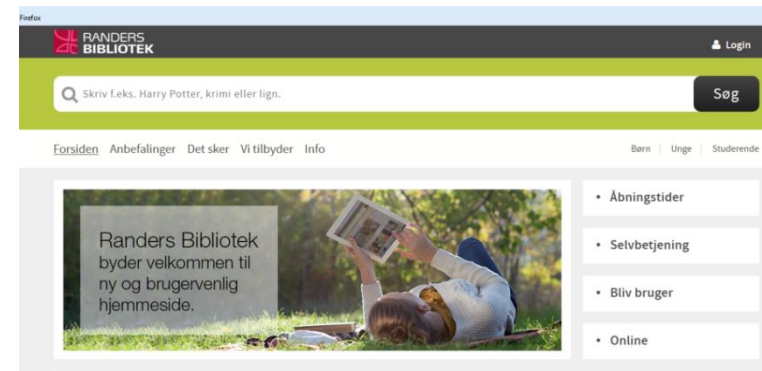 Firefox
RANDERS
BIBLIOTEK
Login
Skriv f.eks. Harry Potter, krimi eller lign.
Søg
Forsiden Anbefalinger Det sker Vi tilbyder Info
Børn | Unge | Studerende
Randers Bibliotek
byder velkommen til
ny og brugervenlig
hjemmeside.
• Åbningstider
• Selvbetjening
• Bliv bruger
• Online